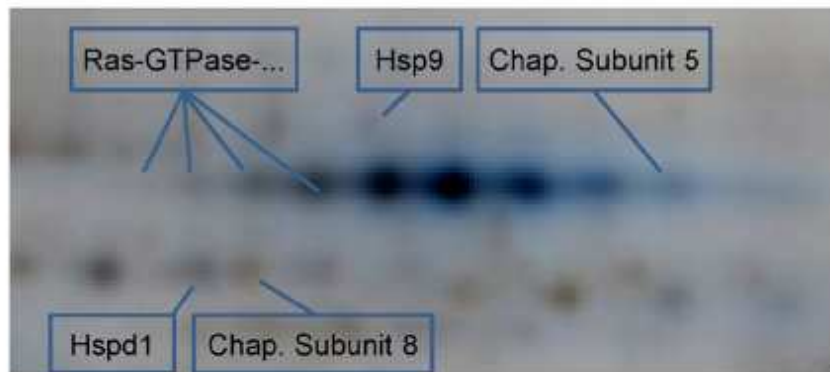 Ras-GTPase-...
Hsp9
Chap. Subunit 5
Hspd1
Chap. Subunit 8